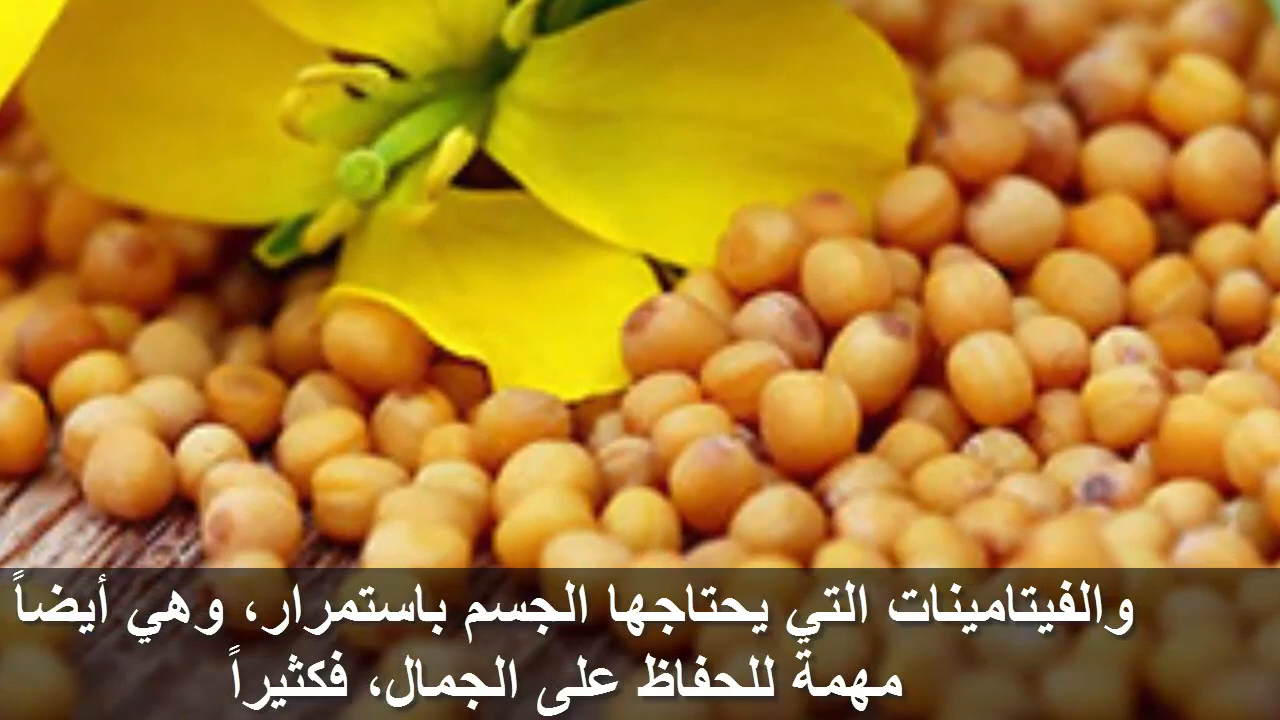 والفيتامينات التي يحتاجها الجسم باستمرار، وهي أيضاً
مهمة للحفاظ على الجمال، فكثيراً